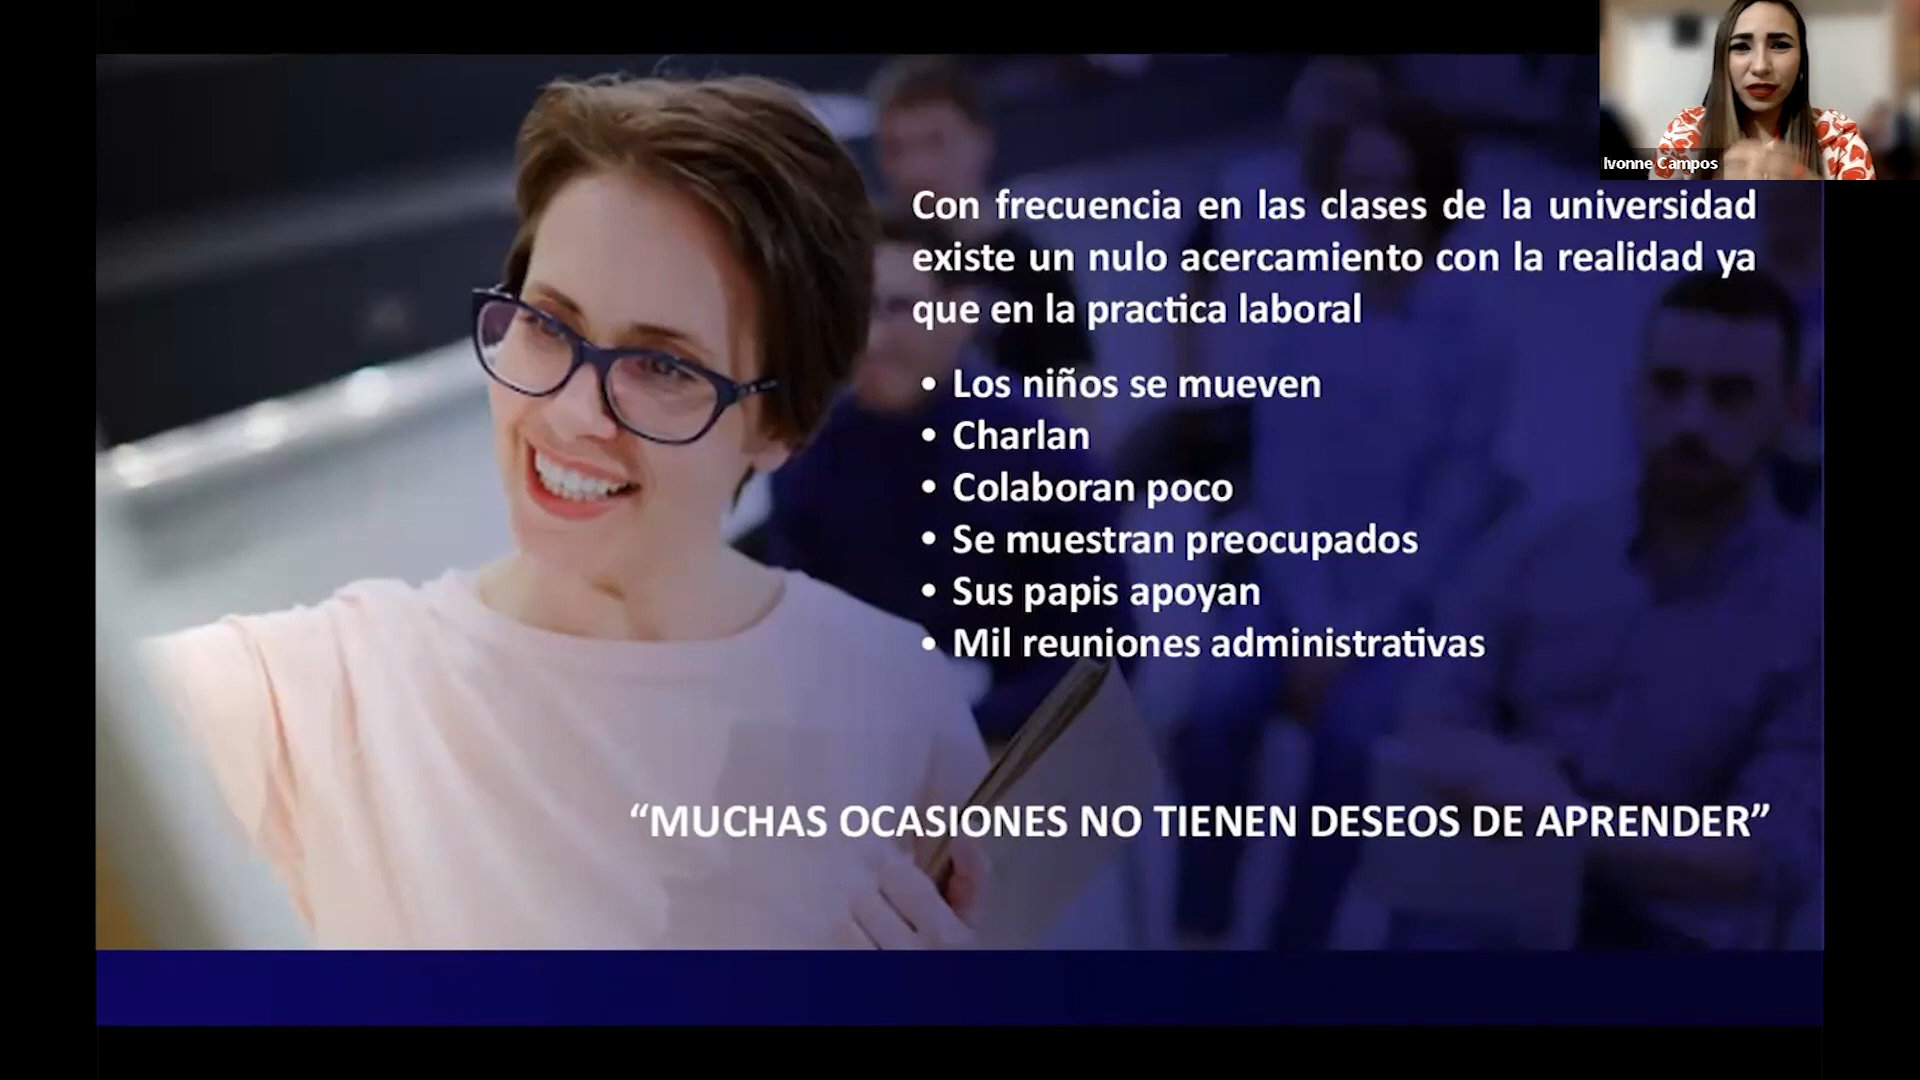 Ivonne Campos
Con frecuencia en las clases de la universidad
existe un nulo acercamiento con la realidad ya
que en la practica laboral
• Los niños se mueven
• Charlan
• Colaboran poco
• Se muestran preocupados
• Sus papis apoyan
• Mil reuniones administrativas
“MUCHAS OCASIONES NO TIENEN DESEOS DE APRENDER”